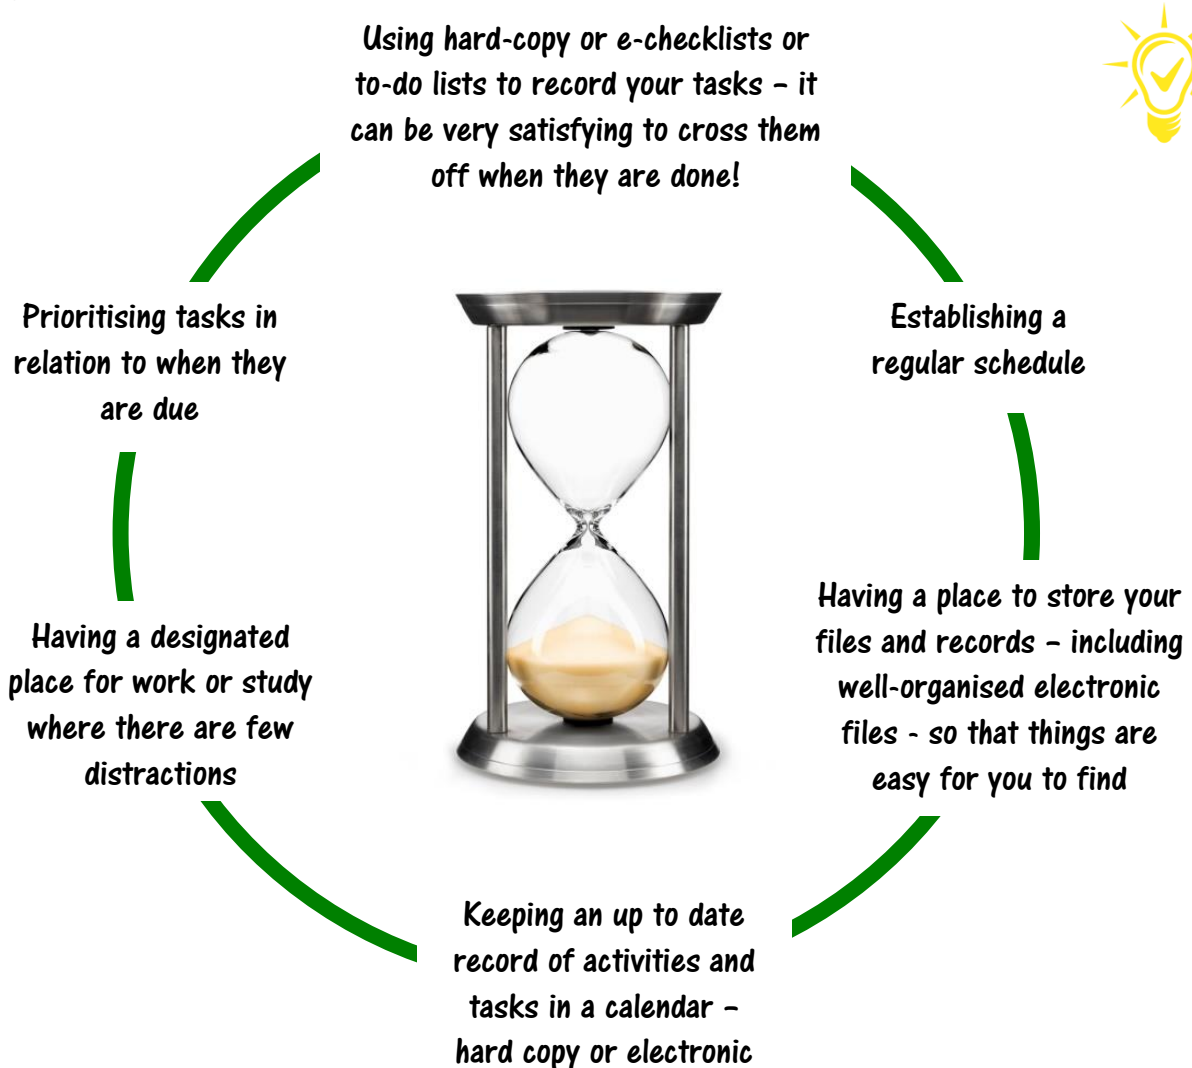 Using hard-copy or e-checklists or
to-do lists to record your tasks – it
can be very satisfying to cross them
off when they are done!
Establishing a
regular schedule
Having a place to store your
files and records – including
well-organised electronic
files - so that things are
easy for you to find
Keeping an up to date
record of activities and
tasks in a calendar –
hard copy or electronic
Having a designated
place for work or study
where there are few
distractions
Prioritising tasks in
relation to when they
are due